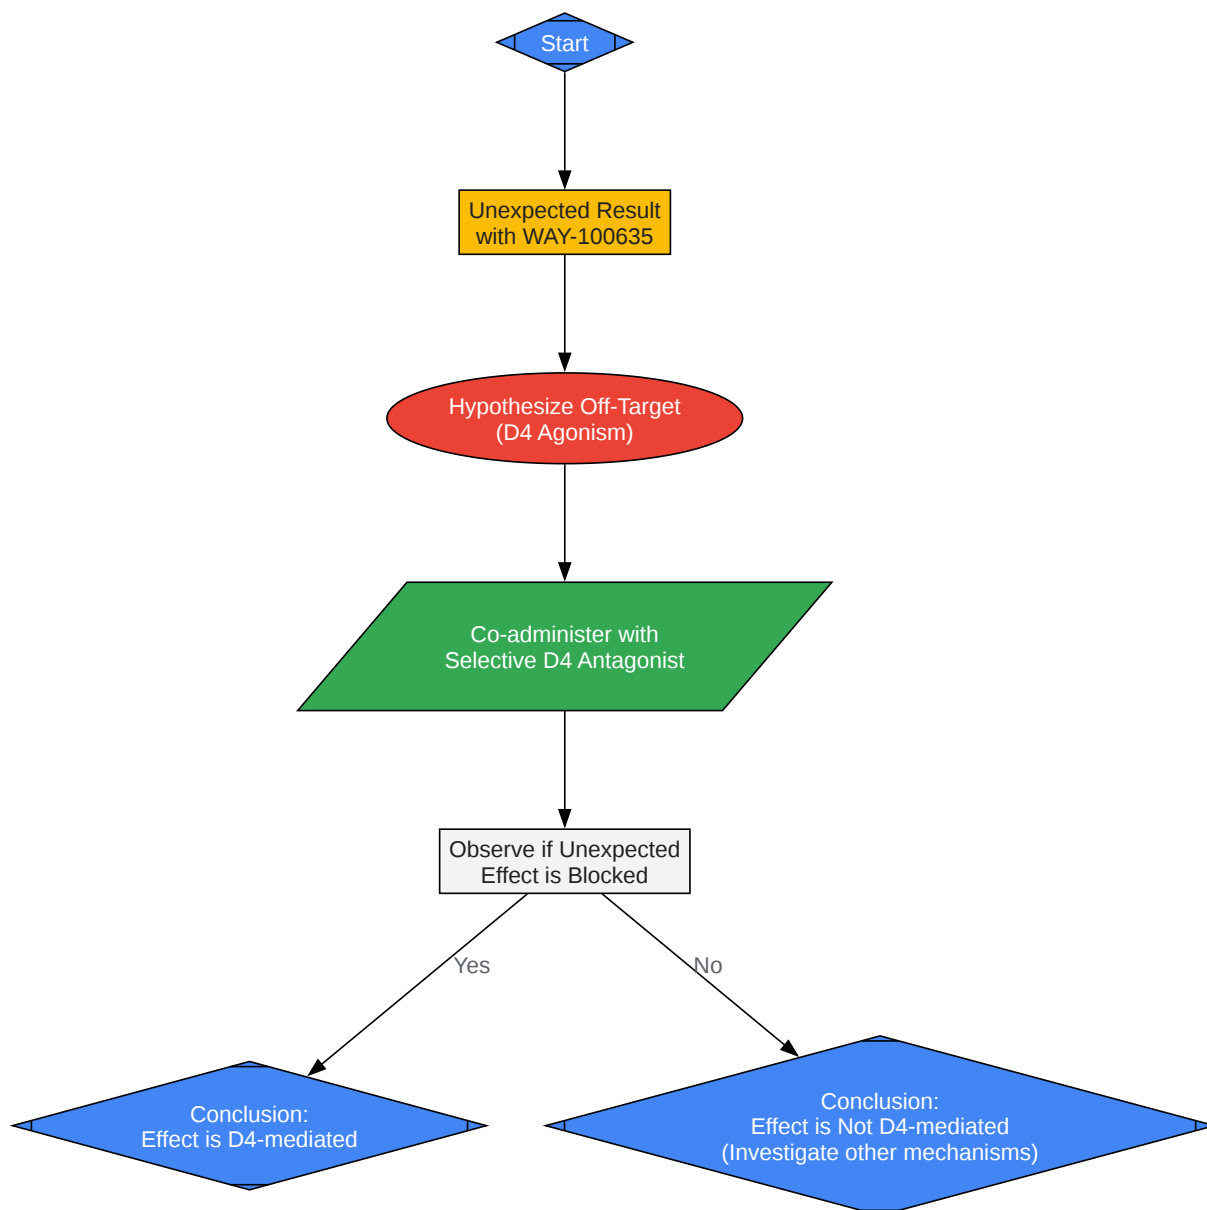 Start
Unexpected Result
with WAY-100635
Hypothesize Off-Target
(D4 Agonism)
Co-administer with
Selective D4 Antagonist
Observe if Unexpected
Effect is Blocked
Yes
No
Conclusion:
Effect is D4-mediated
Conclusion:
Effect is Not D4-mediated
(Investigate other mechanisms)